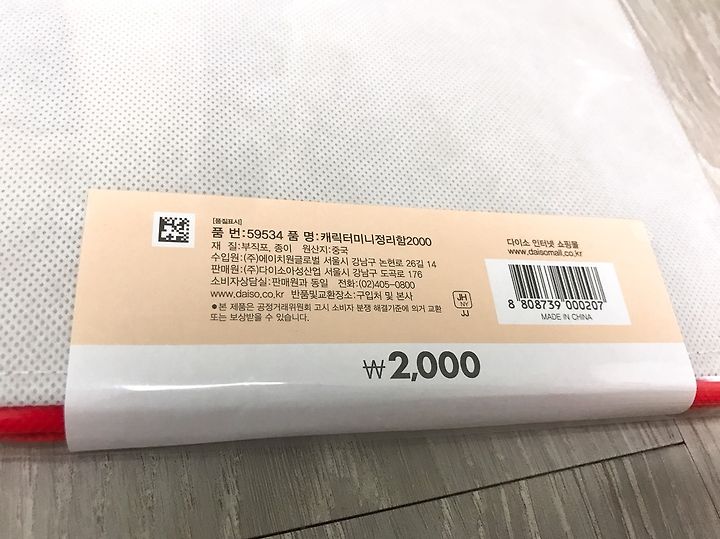 [품질표시]
품 번:59534 품 명:캐릭터미니정리함2000
재 질:부직포, 종이 원산지:중국
수입원:(주)에이치원글로벌 서울시 강남구 논현로 26길 14
판매원:(주)다이소아성산업 서울시 강남구 도곡로 176
소비자상담실:판매원과 동일 전화:(02)405-0800
www.daiso.co.kr 반품및교환장소:구입처 및 본사
●본 제품은 공정거래위원회 고시 소비자 분쟁 해결기준에 의거 교환
또는 보상받을 수 있습니다.
JH
NY
JJ
다이소 인터넷 쇼핑몰
www.daisomall.co.kr
8 808739 000207
MADE IN CHINA
₩2,000